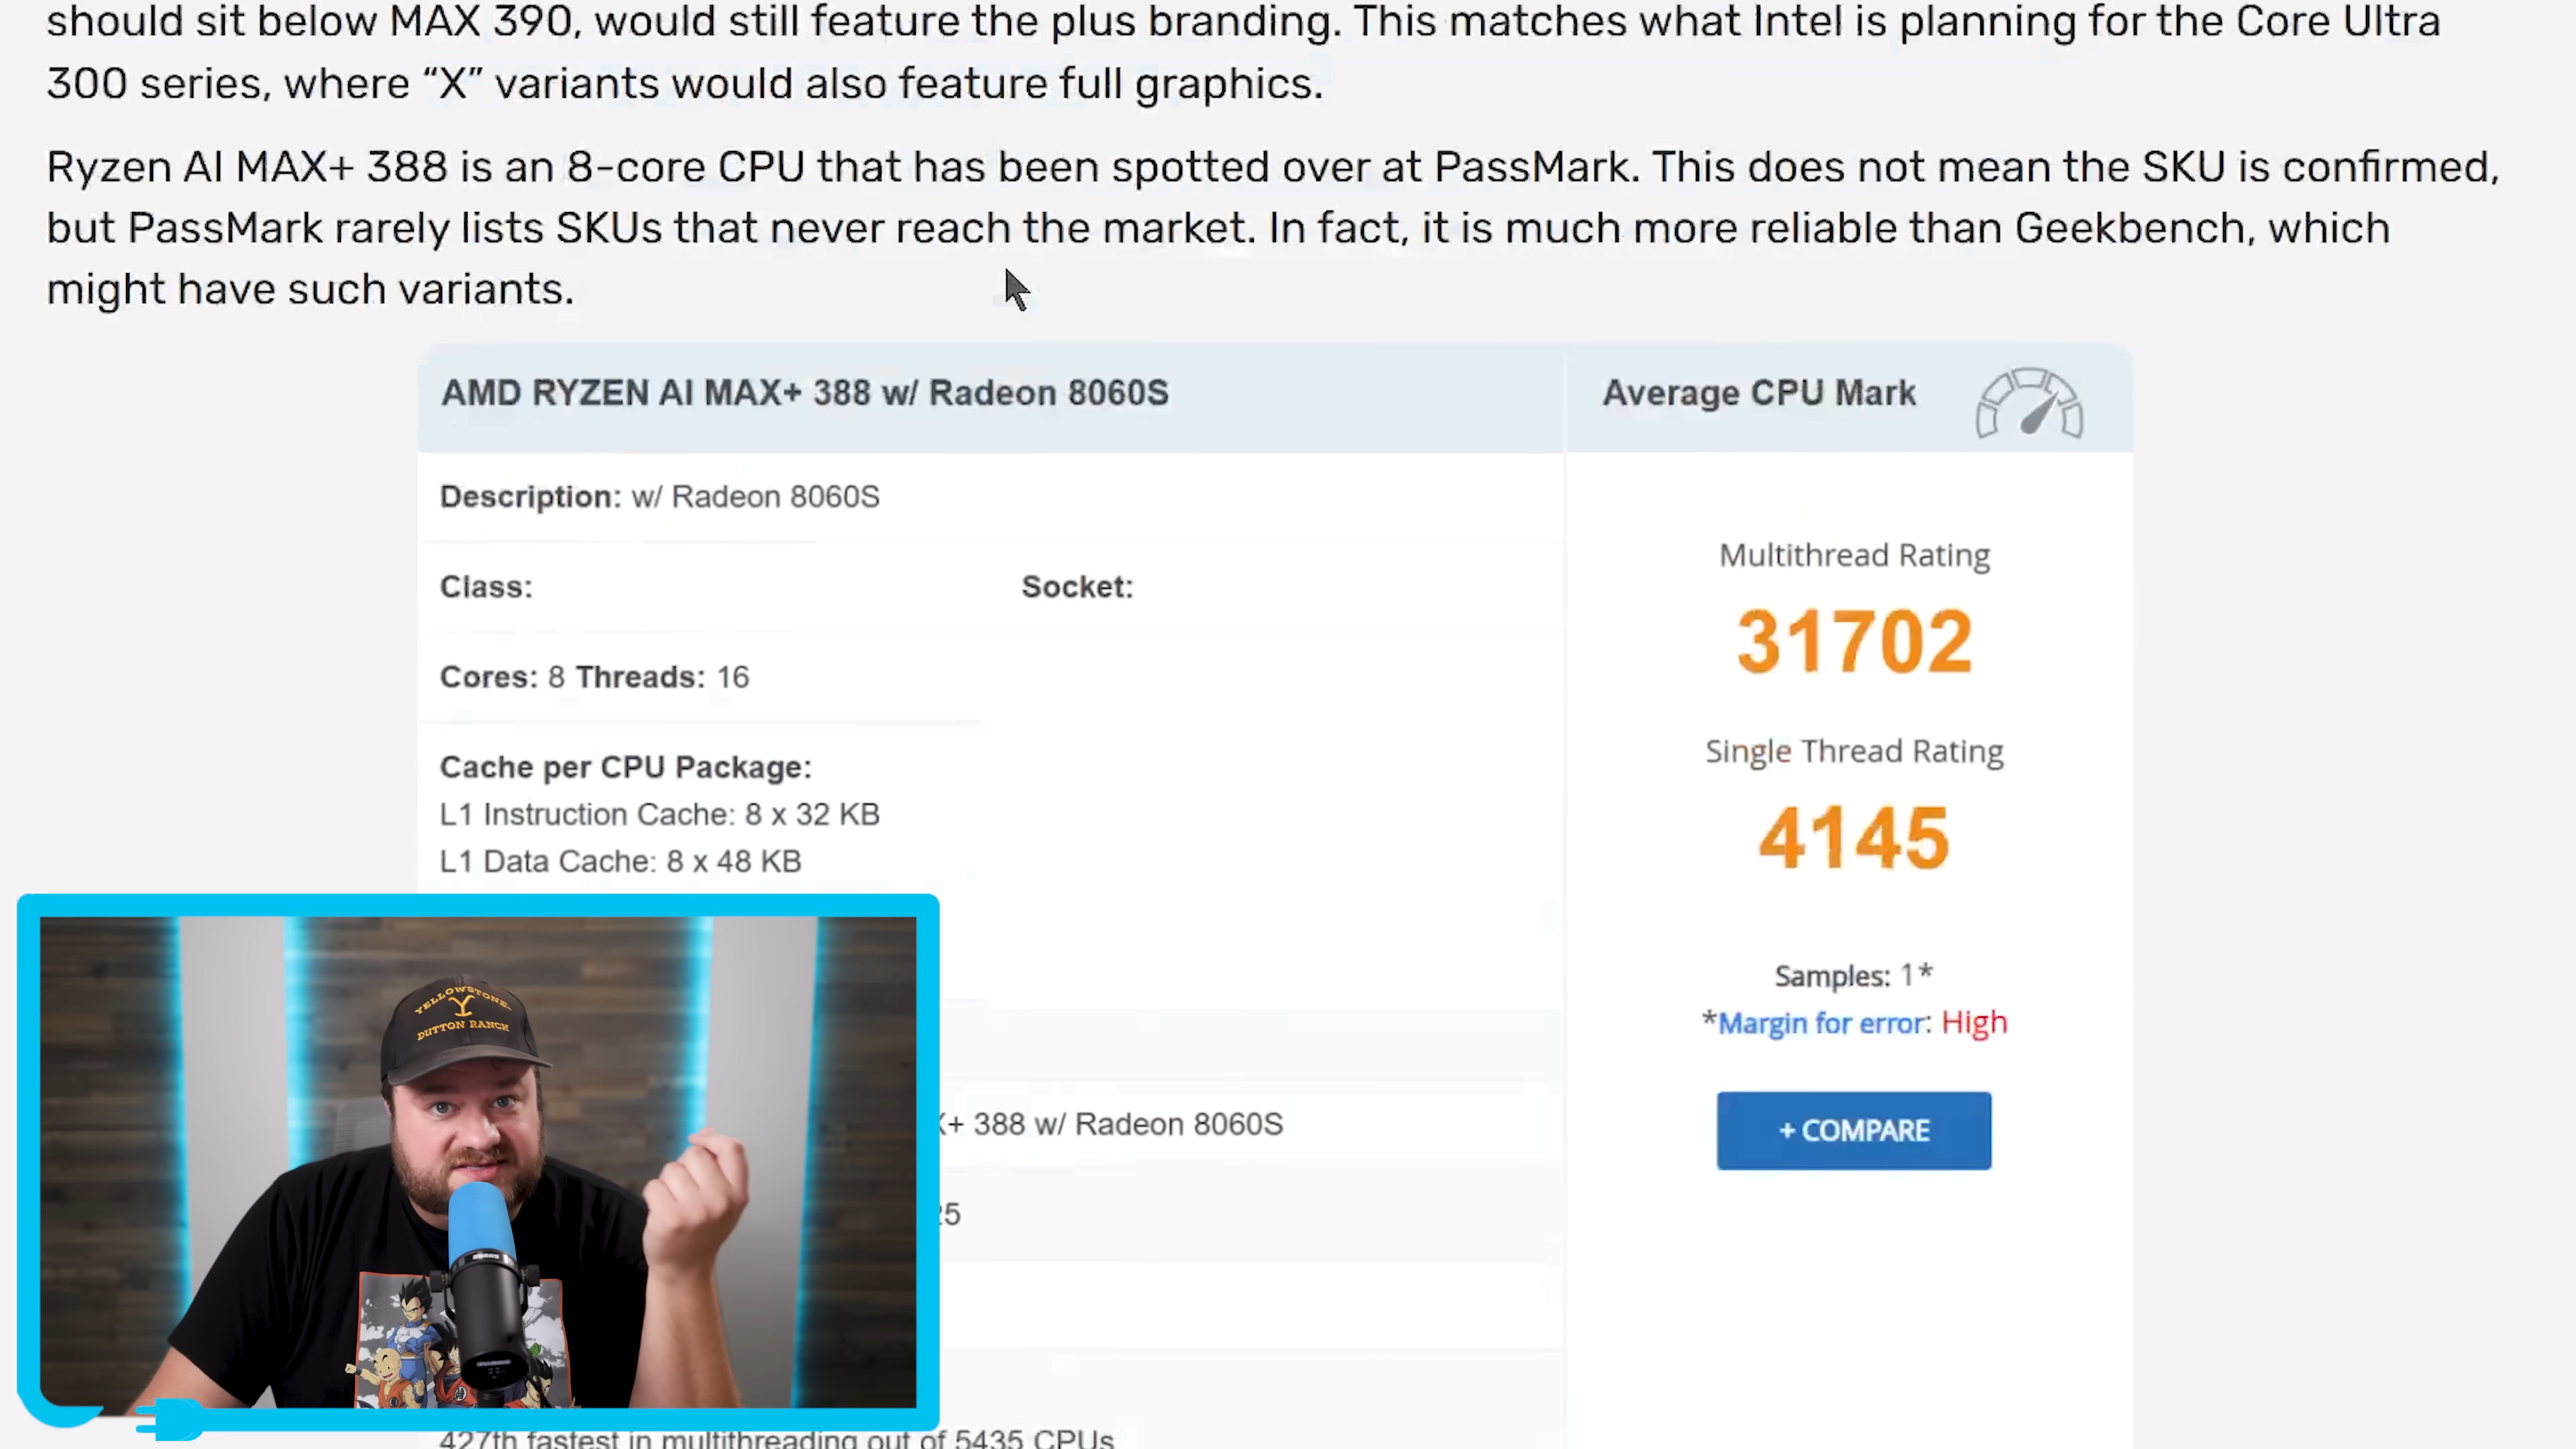 should sit below MAX 390, would still feature the plus branding. This matches what Intel is planning for the Core Ultra
300 series, where “X” variants would also feature full graphics.
Ryzen AI MAX+ 388 is an 8-core CPU that has been spotted over at PassMark. This does not mean the SKU is confirmed,
but PassMark rarely lists SKUs that never reach the market. In fact, it is much more reliable than Geekbench, which
might have such variants.
AMD RYZEN AI MAX+ 388 w/ Radeon 8060S
Average CPU Mark
Description: w/ Radeon 8060S
Class:
Socket:
Cores: 8 Threads: 16
Cache per CPU Package:
L1 Instruction Cache: 8 x 32 KB
L1 Data Cache: 8 x 48 KB
Multithread Rating
31702
Single Thread Rating
4145
Samples: 1*
*Margin for error: High
+ COMPARE
+ 388 w/ Radeon 8060S
25
427th fastest in multithreading out of 5435 CPUs
YELLOWSTONE
Y
DUTTON RANCH